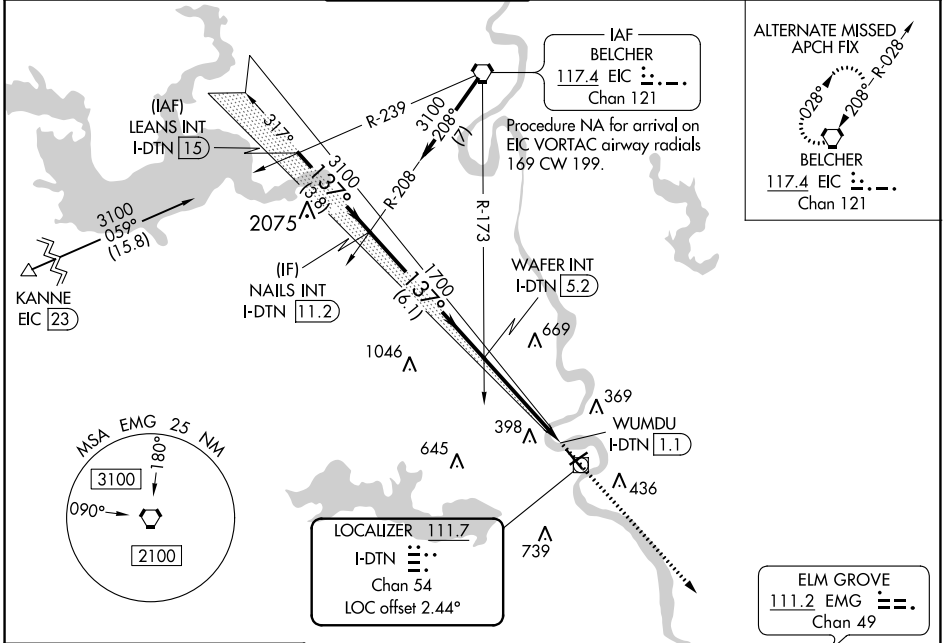 IAF
BELCHER
117.4 EIC
Chan 121
Procedure NA for arrival on
EIC VORTAC airway radials
169 CW 199.
ALTERNATE MISSED
APCH FIX
028°
208°
R-028
BELCHER
117.4 EIC
Chan 121
(IAF)
LEANS INT
I-DTN 15
317°
R-239
3100
208°
(7)
R-208
R-173
3100
137°
(3.8)
2075
3100
059°
(15.8)
KANNE
EIC 23
(IF)
NAILS INT
I-DTN 11.2
1700
137°
(6.1)
WAFER INT
I-DTN 5.2
669
1046
369
398
WUMDU
I-DTN 1.1
645
436
739
MSA EMG 25 NM
180°
3100
090°
2100
LOCALIZER 111.7
I-DTN
Chan 54
LOC offset 2.44°
ELM GROVE
111.2 EMG
Chan 49